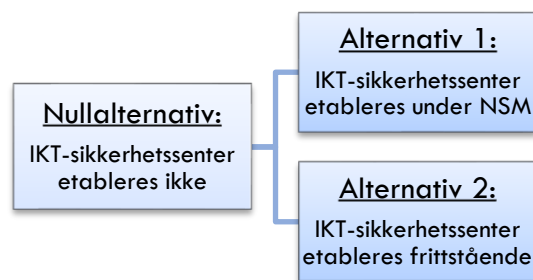 Nullalternativ:
IKT-sikkerhetssenter
etableres ikke
Alternativ 1:
IKT-sikkerhetssenter
etableres under NSM
Alternativ 2:
IKT-sikkerhetssenter
etableres frittstående